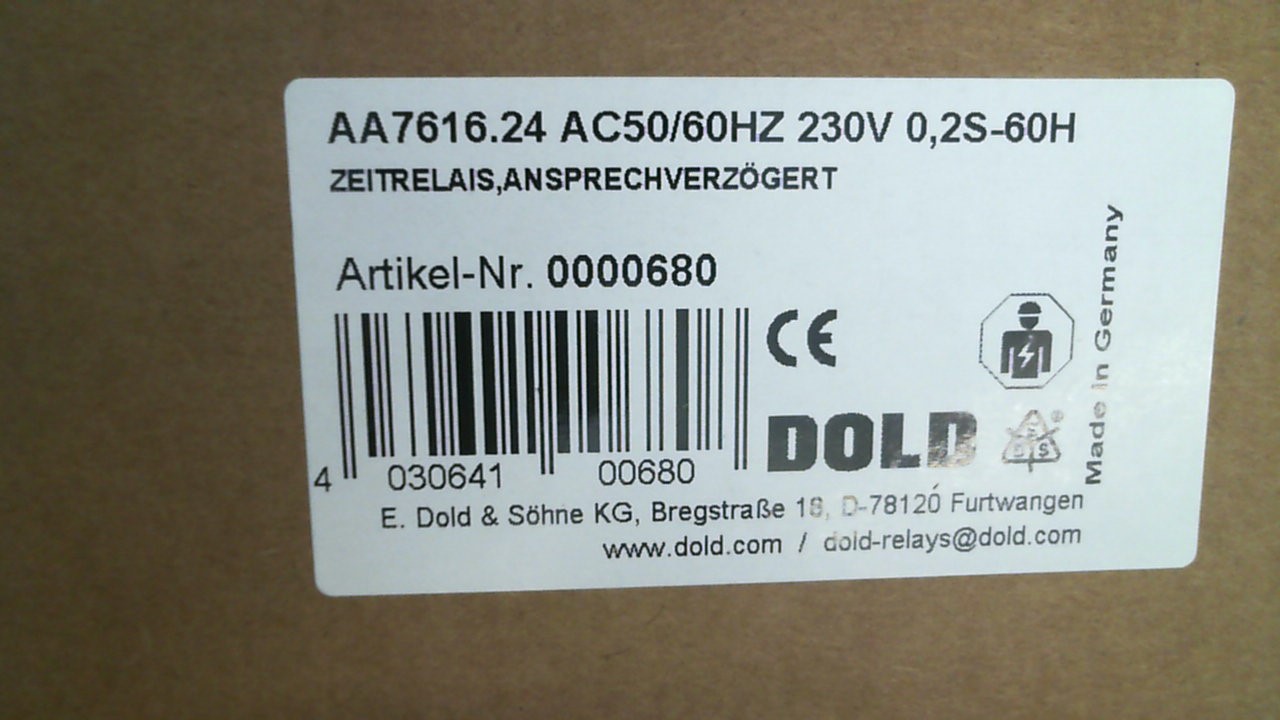 AA7616.24 AC50/60HZ 230V 0,2S-60H
ZEITRELAIS,ANSPRECHVERZÖGERT
Artikel-Nr. 0000680
CE
Made in Germany
DOLD
4 030641 00680
E. Dold & Söhne KG, Bregstraße 18, D-78120 Furtwangen
www.dold.com / dold-relays@dold.com